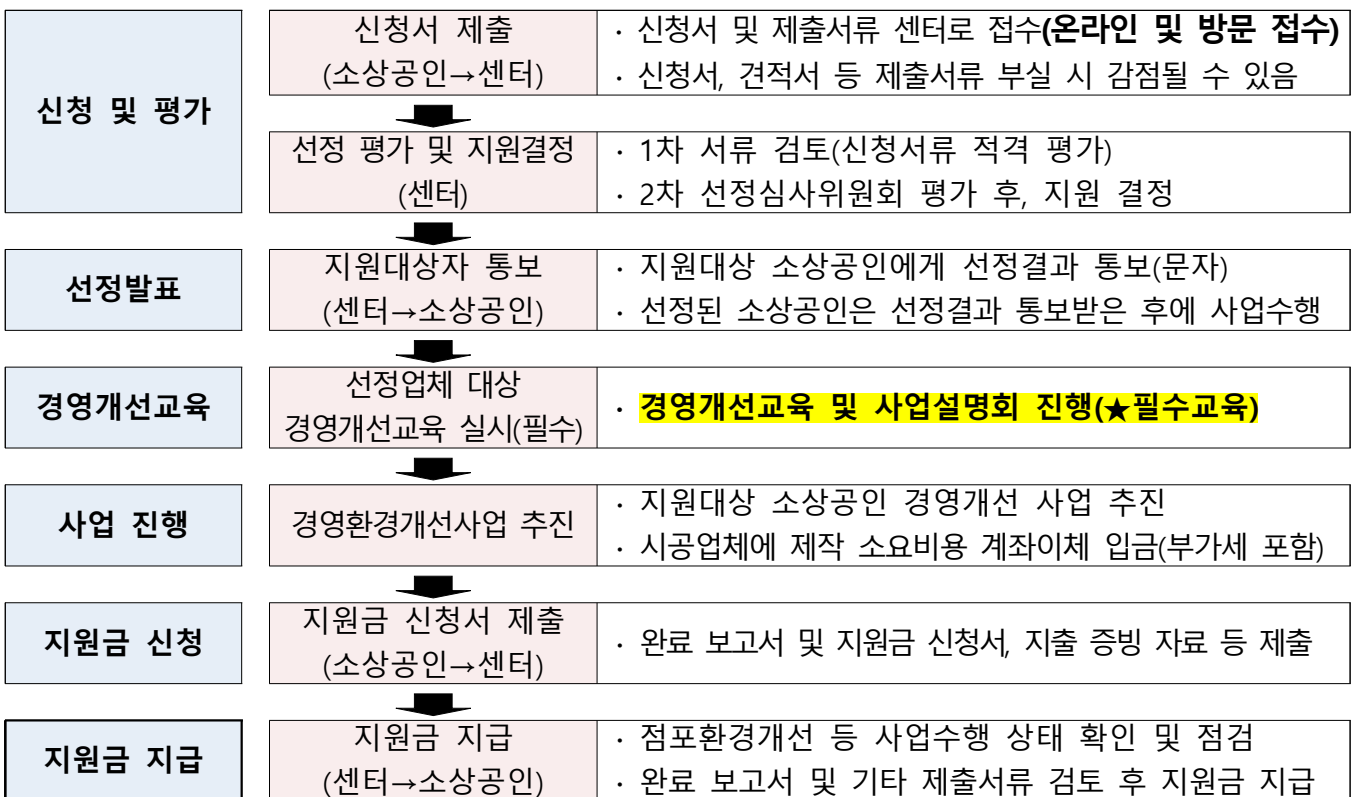 신청 및 평가
신청서 제출
(소상공인→센터)
· 신청서 및 제출서류 센터로 접수(온라인 및 방문 접수)
· 신청서, 견적서 등 제출서류 부실 시 감점될 수 있음
선정 평가 및 지원결정
(센터)
· 1차 서류 검토(신청서류 적격 평가)
· 2차 선정심사위원회 평가 후, 지원 결정
선정발표
지원대상자 통보
(센터→소상공인)
· 지원대상 소상공인에게 선정결과 통보(문자)
· 선정된 소상공인은 선정결과 통보받은 후에 사업수행
경영개선교육
선정업체 대상
경영개선교육 실시(필수)
· 경영개선교육 및 사업설명회 진행(★필수교육)
사업 진행
경영환경개선사업 추진
· 지원대상 소상공인 경영개선 사업 추진
· 시공업체에 제작 소요비용 계좌이체 입금(부가세 포함)
지원금 신청
지원금 신청서 제출
(소상공인→센터)
· 완료 보고서 및 지원금 신청서, 지출 증빙 자료 등 제출
지원금 지급
지원금 지급
(센터→소상공인)
· 점포환경개선 등 사업수행 상태 확인 및 점검
· 완료 보고서 및 기타 제출서류 검토 후 지원금 지급